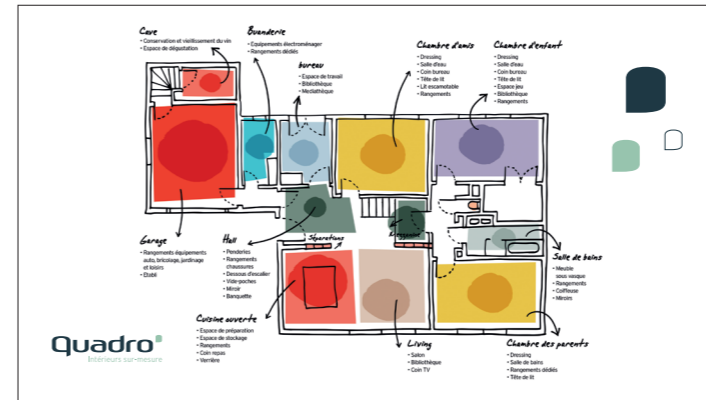 Cave
• Conservation et vieillissement du vin
• Espace de dégustation
Buanderie
• Equipements électroménager
• Rangements dédiés
bureau
• Espace de travail
• Bibliothèque
• Mediathèque
Chambre d'amis
• Dressing
• Salle d'eau
• Coin bureau
• Tête de lit
• Lit escamotable
• Rangements
Chambre d'enfant
• Dressing
• Salle d'eau
• Coin bureau
• Tête de lit
• Espace jeu
• Bibliothèque
• Rangements
Garage
• Rangements équipements
auto, bricolage, jardinage
et loisirs
• Etabli
Hall
• Penderies
• Rangements
chaussures
• Dessous d'escalier
• Vide-poches
• Miroir
• Banquette
Séparations
Salle de bains
• Meuble
sous vasque
• Rangements
• Coiffeuse
• Miroirs
Cuisine ouverte
• Espace de préparation
• Espace de stockage
• Rangements
• Coin repas
• Verrière
Living
• Salon
• Bibliothèque
• Coin TV
Chambre des parents
• Dressing
• Salle de bains
• Rangements dédiés
• Tête de lit
quadro
Intérieurs sur-mesure